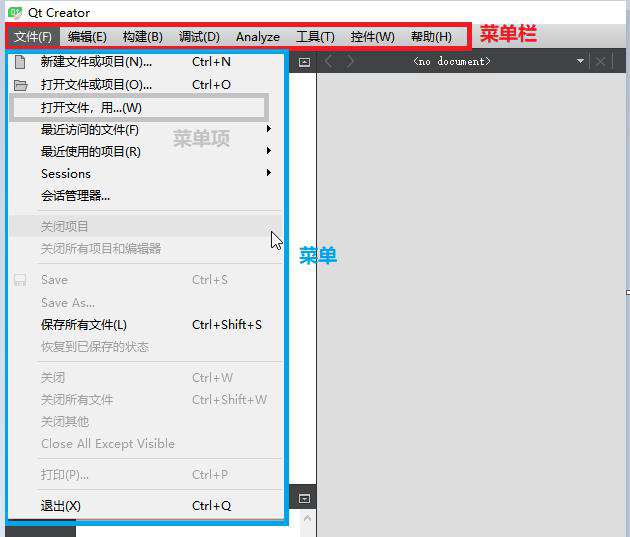 Qt Creator
文件(F) 编辑(E) 构建(B) 调试(D) Analyze 工具(T) 控件(W) 帮助(H) 菜单栏
新建文件或项目(N)... Ctrl+N
<no document>
打开文件或项目(O)... Ctrl+O
打开文件，用...(W)
最近访问的文件(F)
菜单项
最近使用的项目(R)
Sessions
会话管理器...
关闭项目
关闭所有项目和编辑器
菜单
Save Ctrl+S
Save As...
保存所有文件(L) Ctrl+Shift+S
恢复到已保存的状态
关闭 Ctrl+W
关闭所有文件 Ctrl+Shift+W
关闭其他
Close All Except Visible
打印(P)... Ctrl+P
退出(X) Ctrl+Q